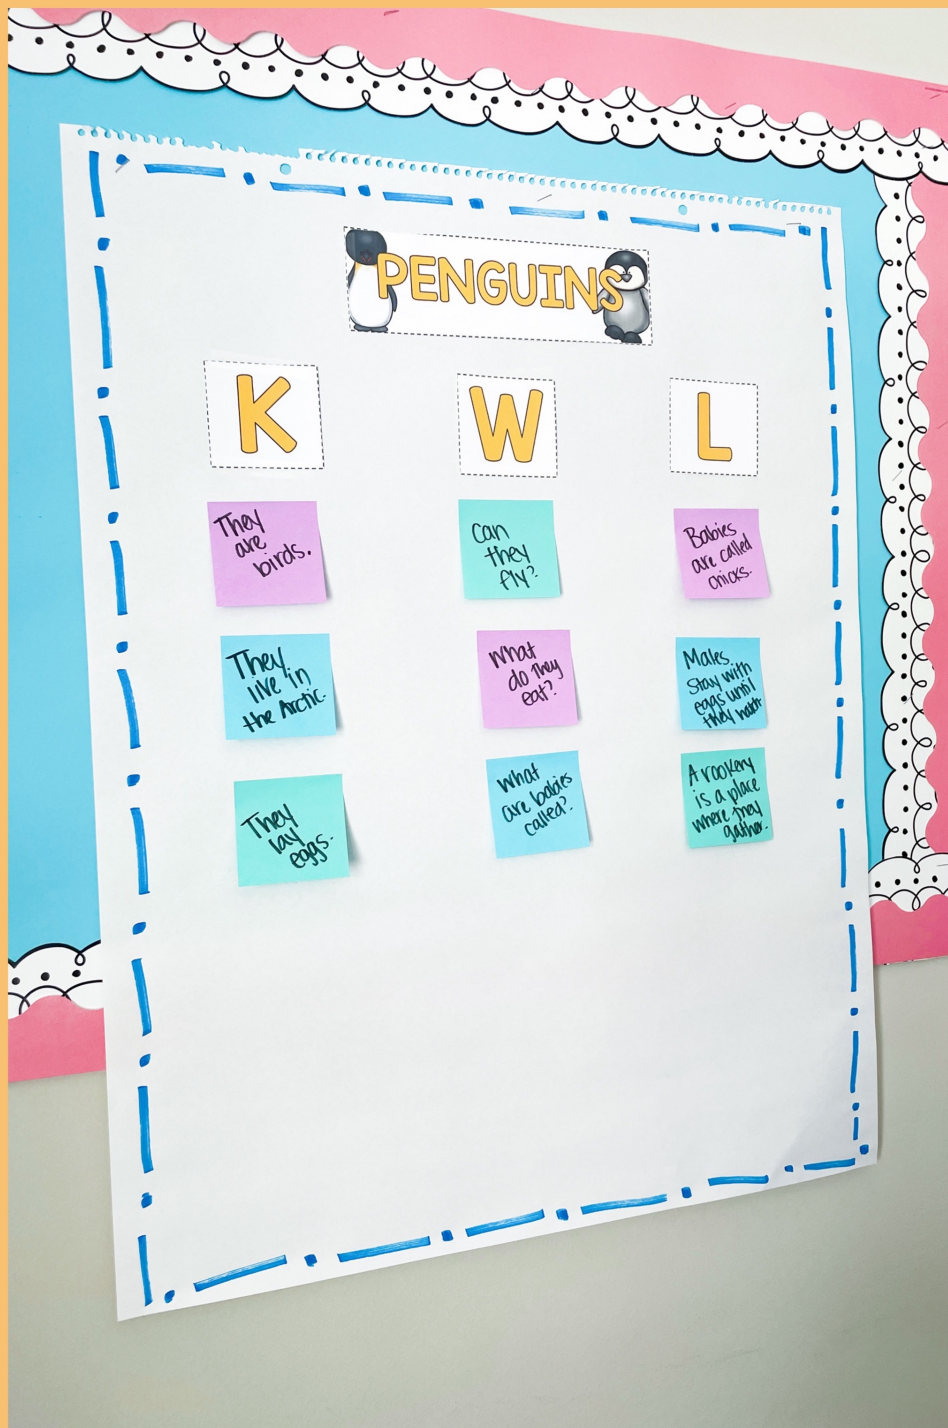 PENGUINS
K
W
L
They
are
birds.
Can
they
fly?
Babies
are called
chicks.
They
live in
the Arctic.
What
do they
eat?
Males
stay with
eggs until
they hatch.
They
lay
eggs.
What
are babies
called?
A rookery
is a place
where they
gather.